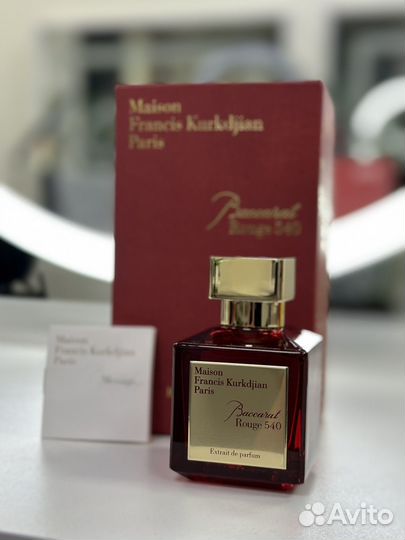 Maison
Francis Kurkdjian
Paris
Baccarat
Rouge 540
Maison
Francis Kurkdjian
Paris
Maison
Francis Kurkdjian
Paris
Baccarat
Rouge 540
Extrait de parfum
Avito